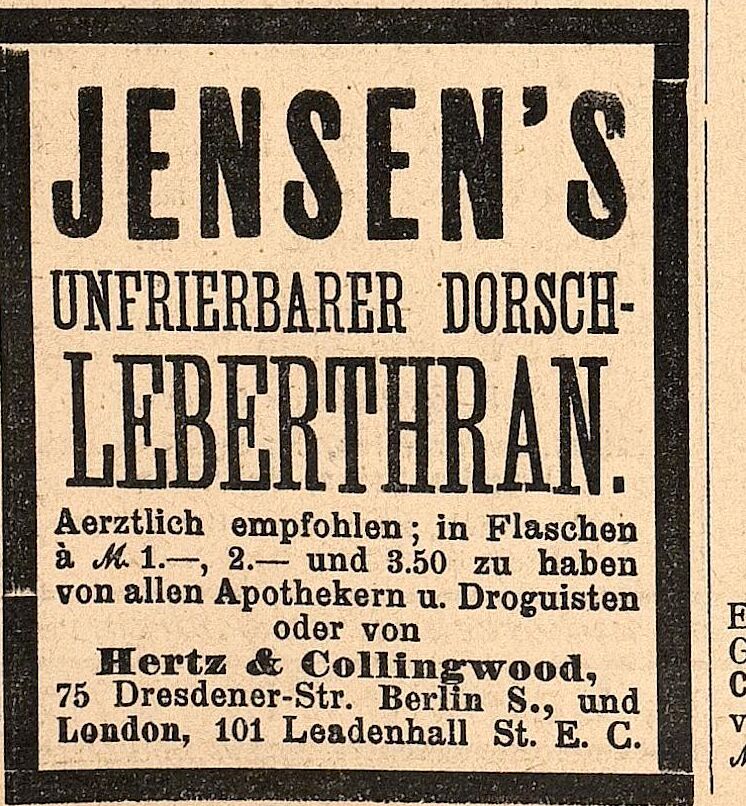 JENSEN'S
UNFRIERBARER DORSCH-
LEBERTHRAN.
Aerztlich empfohlen; in Flaschen
à ℳ. 1.—, 2.— und 3.50 zu haben
von allen Apothekern u. Droguisten
oder von
Hertz & Collingwood,
75 Dresdener-Str. Berlin S., und
London, 101 Leadenhall St. E. C.